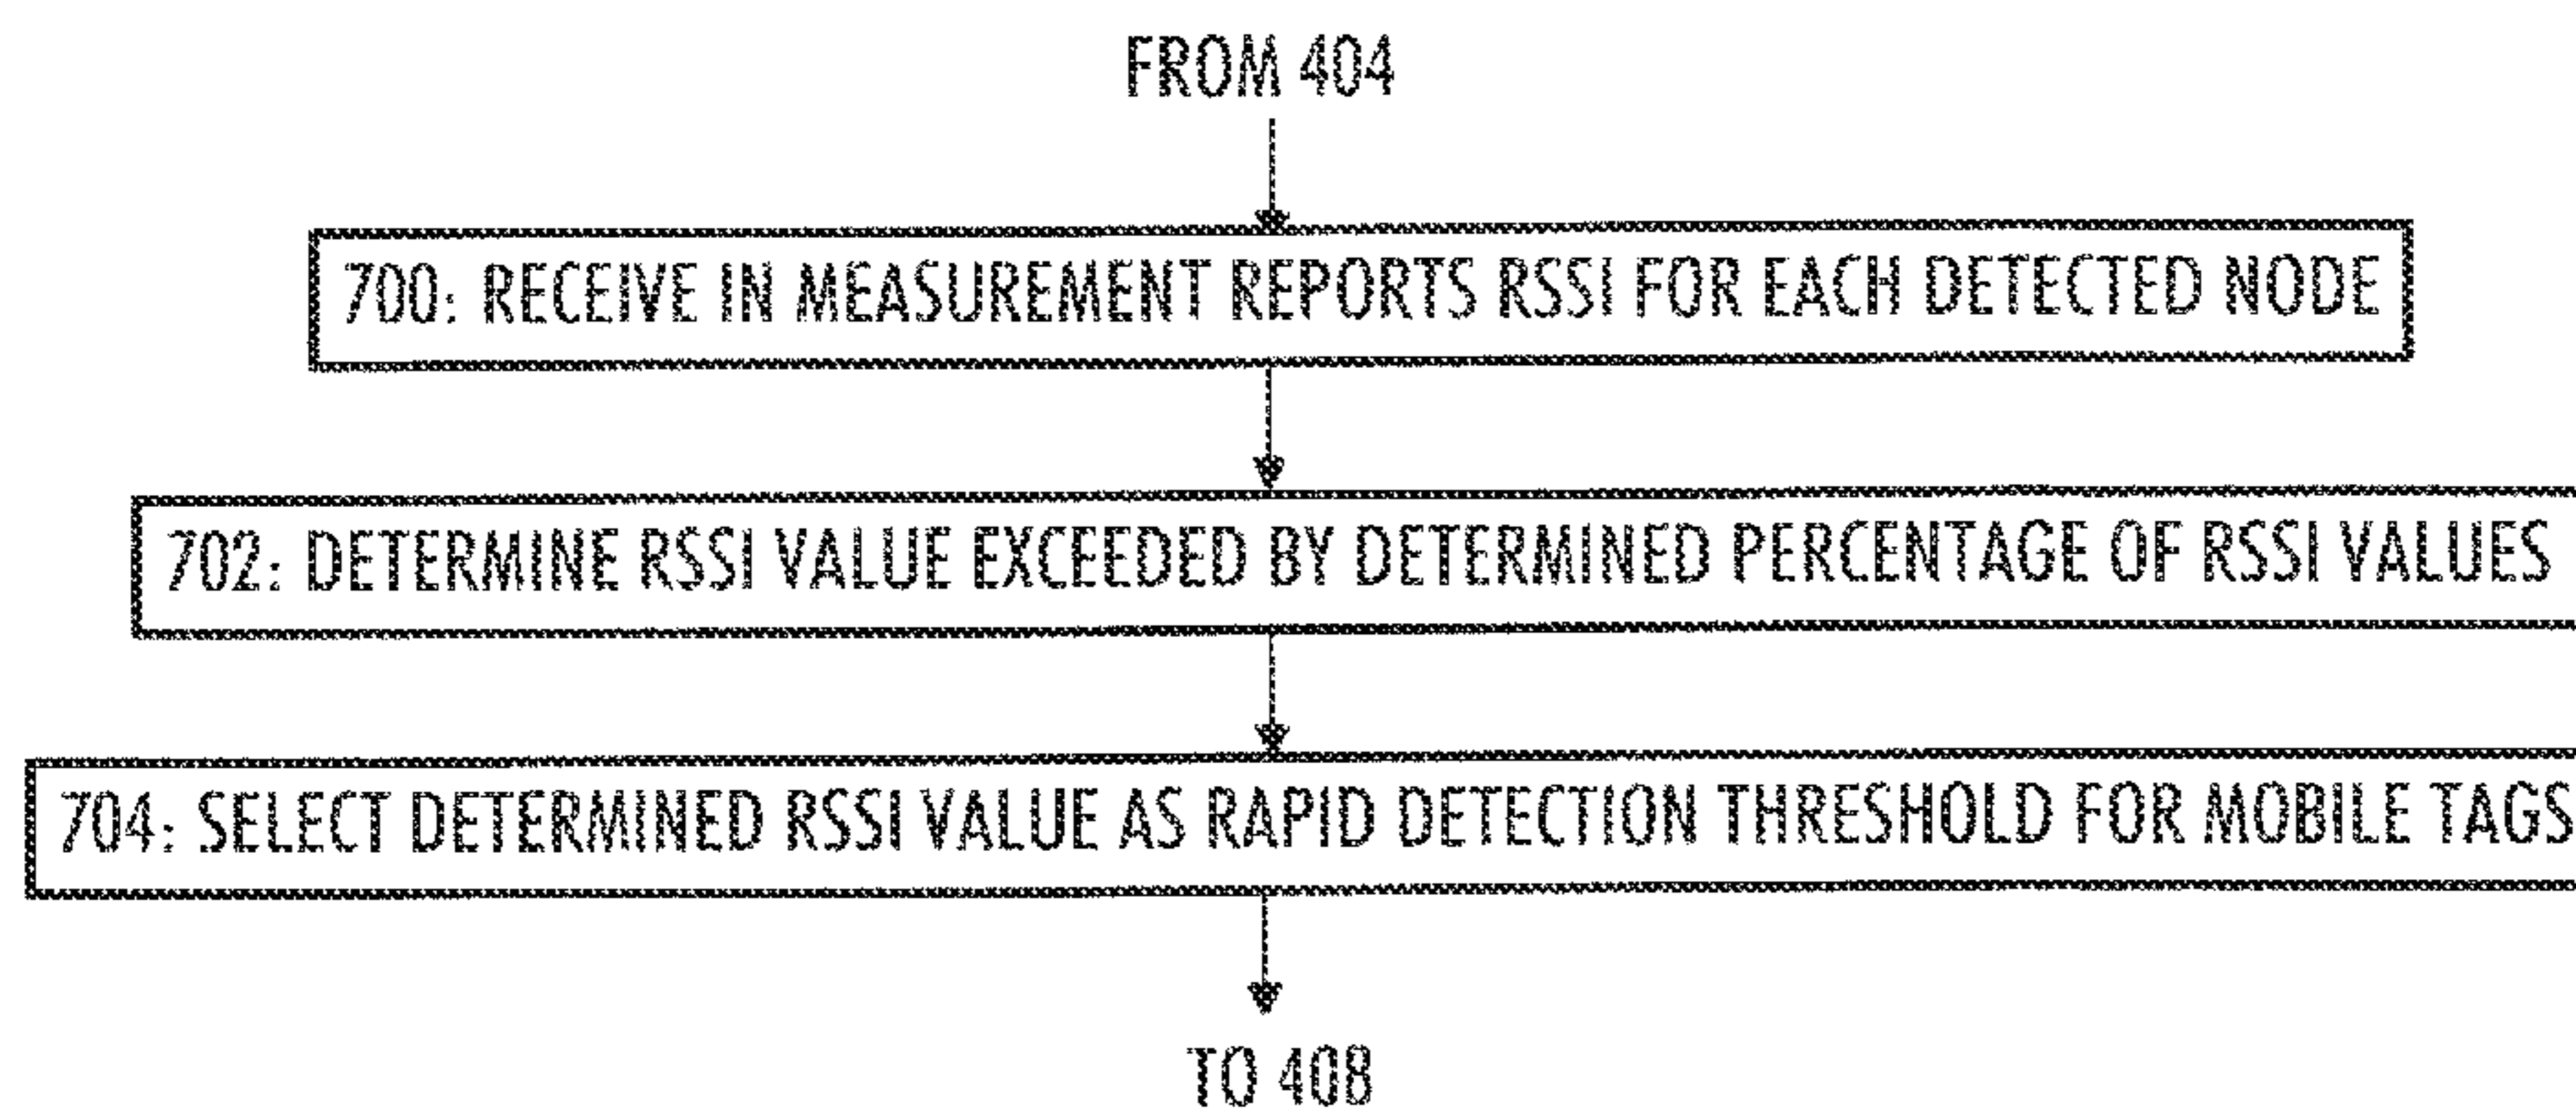 FROM 404
700: RECEIVE IN MEASUREMENT REPORTS RSSI FOR EACH DETECTED NODE
702: DETERMINE RSSI VALUE EXCEEDED BY DETERMINED PERCENTAGE OF RSSI VALUES
704: SELECT DETERMINED RSSI VALUE AS RAPID DETECTION THRESHOLD FOR MOBILE TAGS
TO 408